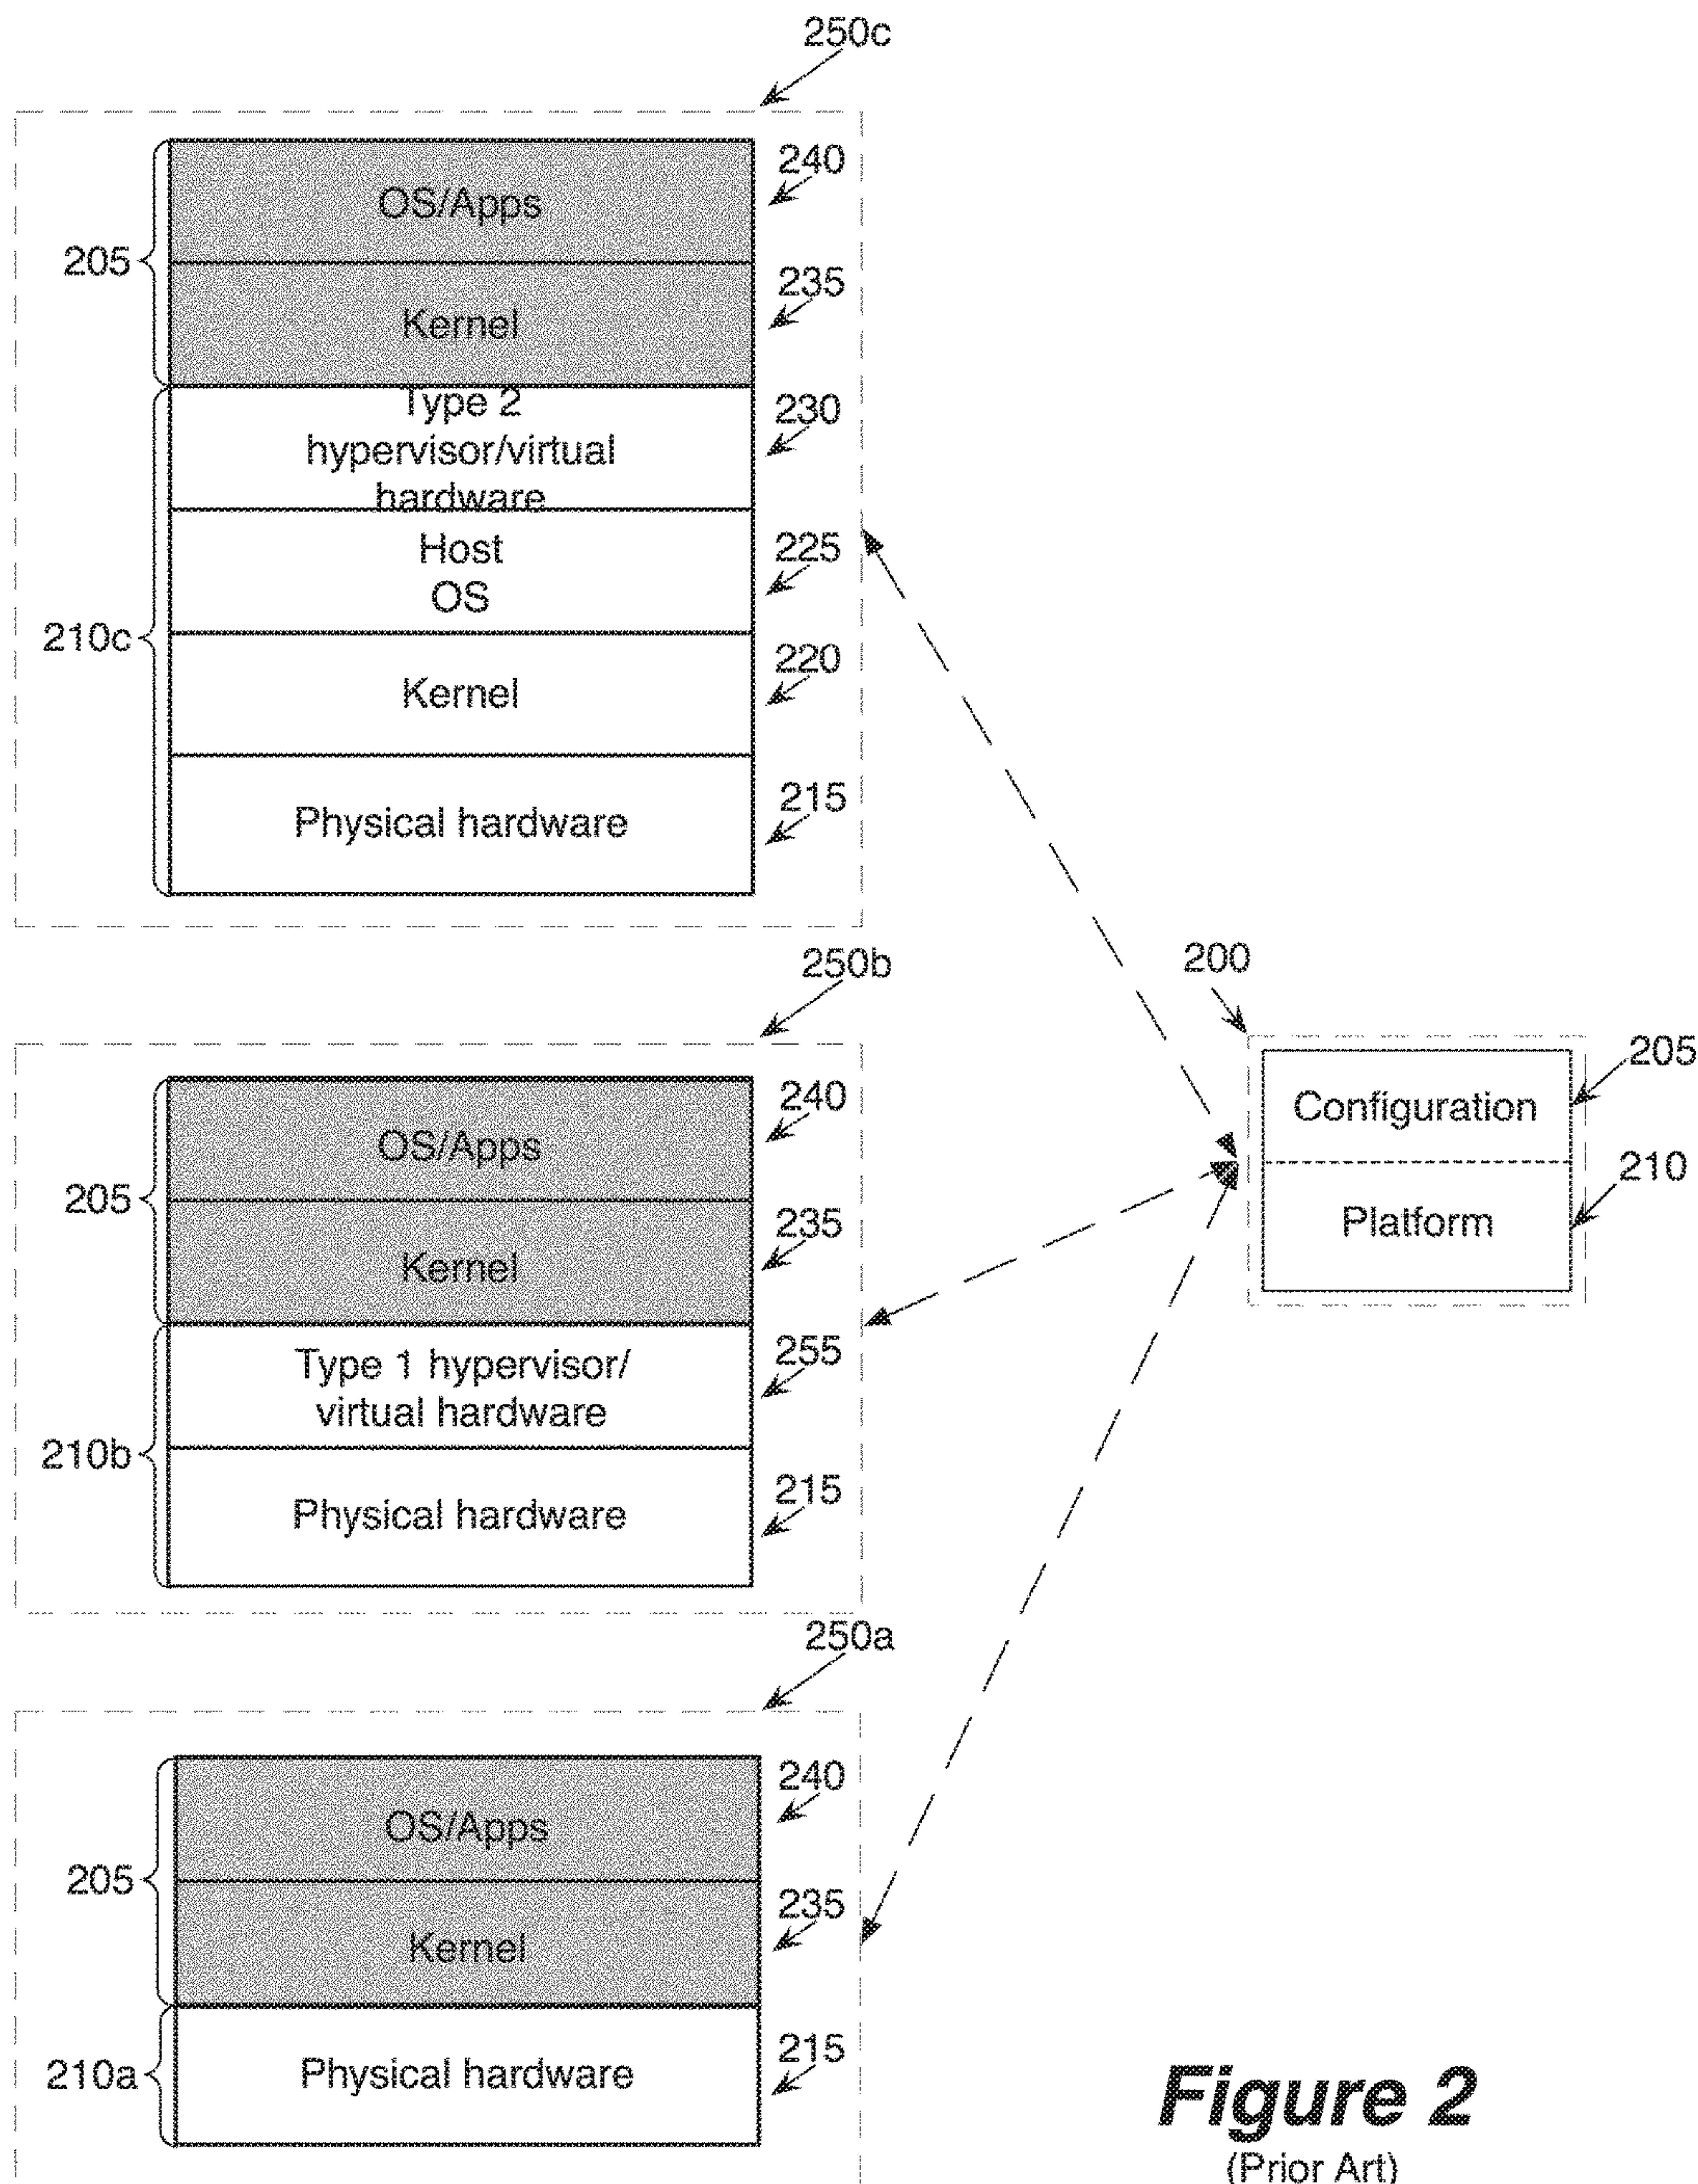 250c
240
OS/Apps
205
235
Kernel
Type 2
230
hypervisor/virtual
hardware
Host
225
OS
210c
220
Kernel
215
Physical hardware
250b
200
205
Configuration
240
OS/Apps
210
205
235
Platform
Kernel
255
Type 1 hypervisor/
virtual hardware
210b
215
Physical hardware
250a
240
OS/Apps
205
235
Kernel
215
210a
Physical hardware
Figure 2
(Prior Art)